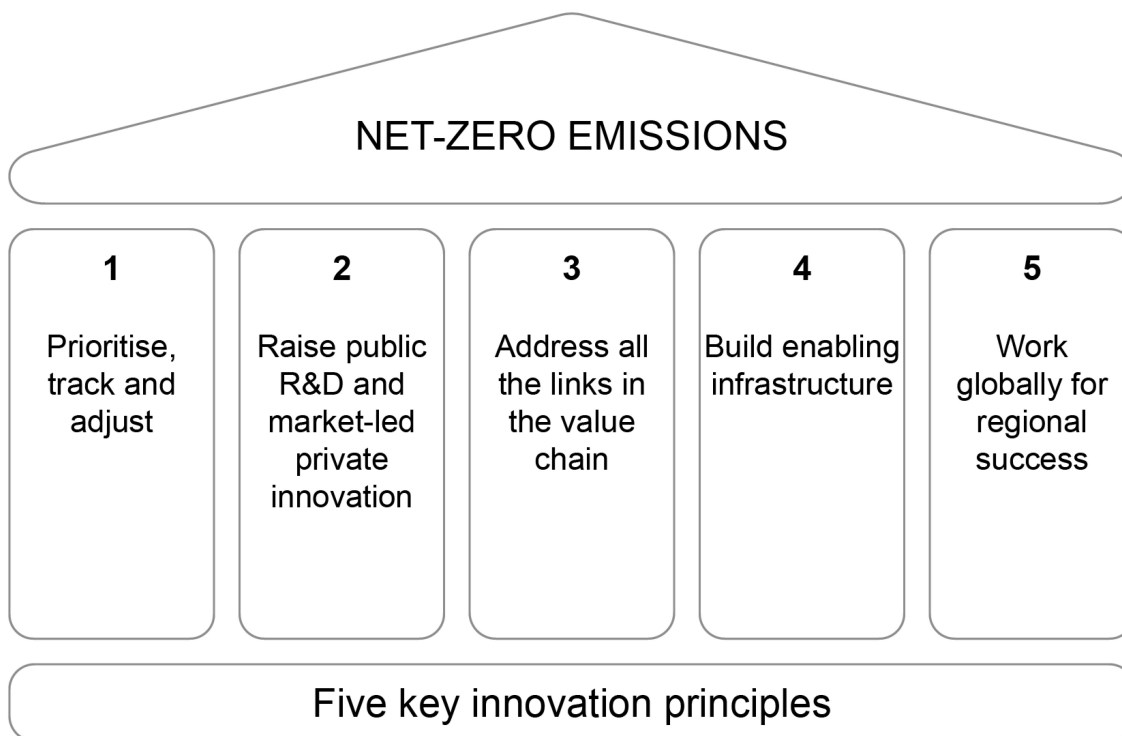 NET-ZERO EMISSIONS
1
Prioritise,
track and
adjust
2
Raise public
R&D and
market-led
private
innovation
3
Address all
the links in
the value
chain
4
Build enabling
infrastructure
5
Work
globally for
regional
success
Five key innovation principles